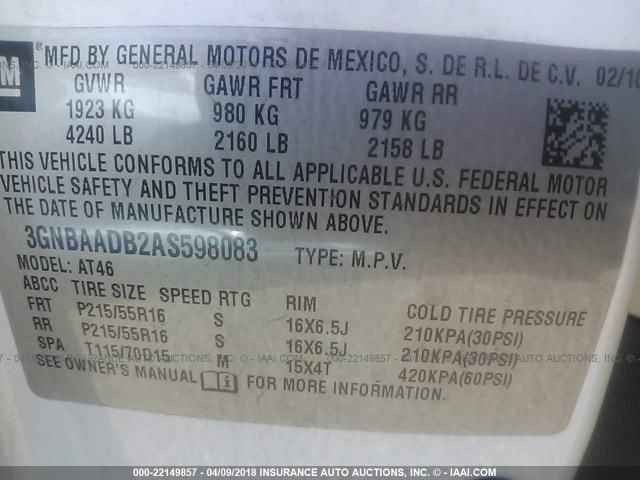 GM ® MFD BY GENERAL MOTORS DE MEXICO, S. DE R.L. DE C.V. 02/10
GVWR GAWR FRT GAWR RR
1923 KG 980 KG 979 KG
4240 LB 2160 LB 2158 LB
THIS VEHICLE CONFORMS TO ALL APPLICABLE U.S. FEDERAL MOTOR
VEHICLE SAFETY AND THEFT PREVENTION STANDARDS IN EFFECT ON
THE DATE OF MANUFACTURE SHOWN ABOVE.
3GNBAADB2AS598083 TYPE: M.P.V.
MODEL: AT46
ABCC TIRE SIZE SPEED RTG RIM COLD TIRE PRESSURE
FRT P215/55R16 S 16X6.5J 210KPA(30PSI)
RR P215/55R16 S 16X6.5J 210KPA(30PSI)
SPA T115/70D15 M 15X4T 420KPA(60PSI)
SEE OWNER'S MANUAL FOR MORE INFORMATION.
000-22149857 | 04/09/2018 | INSURANCE AUTO AUCTIONS, INC. | WWW.IAAI.COM